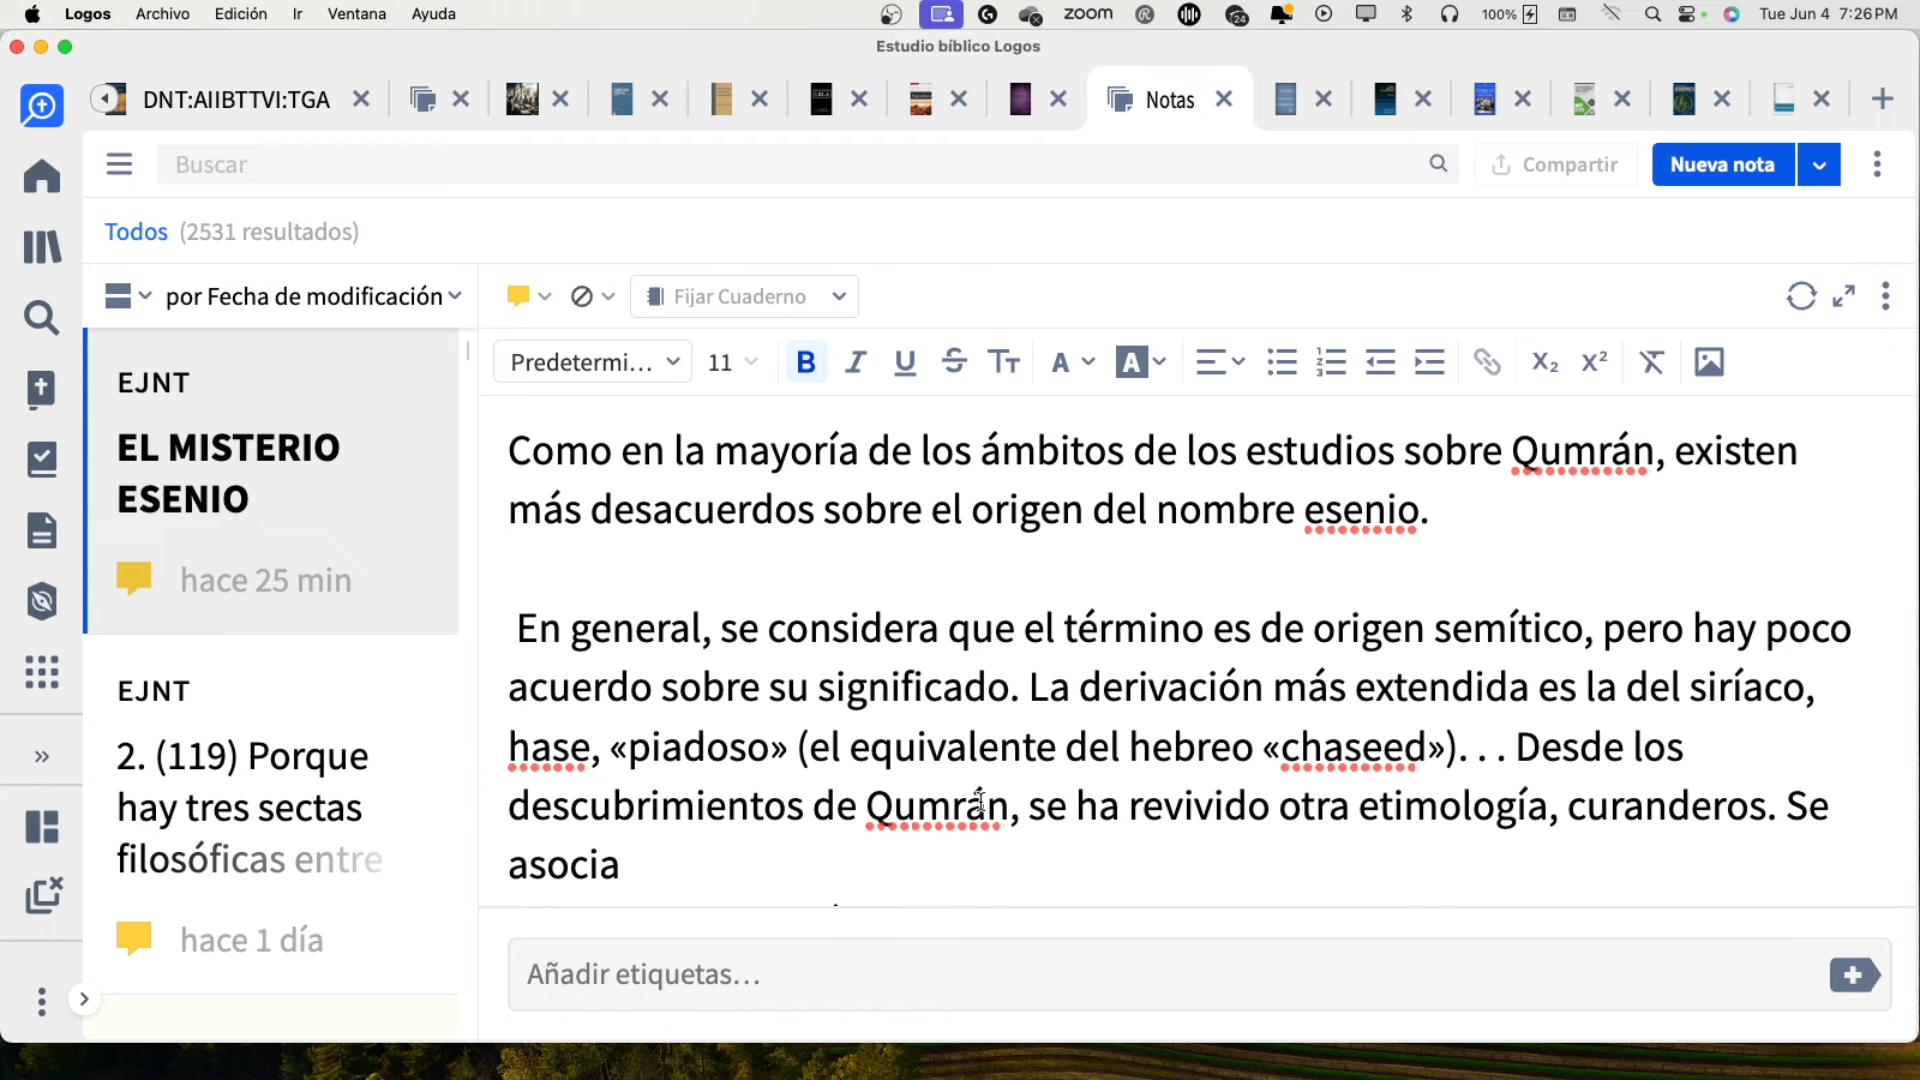 Logos Archivo Edición Ir Ventana Ayuda zoom 24 100% Tue Jun 4 7:26 PM
Estudio bíblico Logos
DNT:AIIBTTVI:TGA Notas
Buscar Compartir Nueva nota
Todos (2531 resultados)
por Fecha de modificación Fijar Cuaderno
Predetermi... 11 B I U S Tt A A X2 X2
EJNT
EL MISTERIO
ESENIO
hace 25 min
EJNT
2. (119) Porque
hay tres sectas
filosóficas entre
hace 1 día
Como en la mayoría de los ámbitos de los estudios sobre Qumrán, existen
más desacuerdos sobre el origen del nombre esenio.
En general, se considera que el término es de origen semítico, pero hay poco
acuerdo sobre su significado. La derivación más extendida es la del siríaco,
hase, «piadoso» (el equivalente del hebreo «chaseed»). . . Desde los
descubrimientos de Qumrán, se ha revivido otra etimología, curanderos. Se
asocia
Añadir etiquetas...